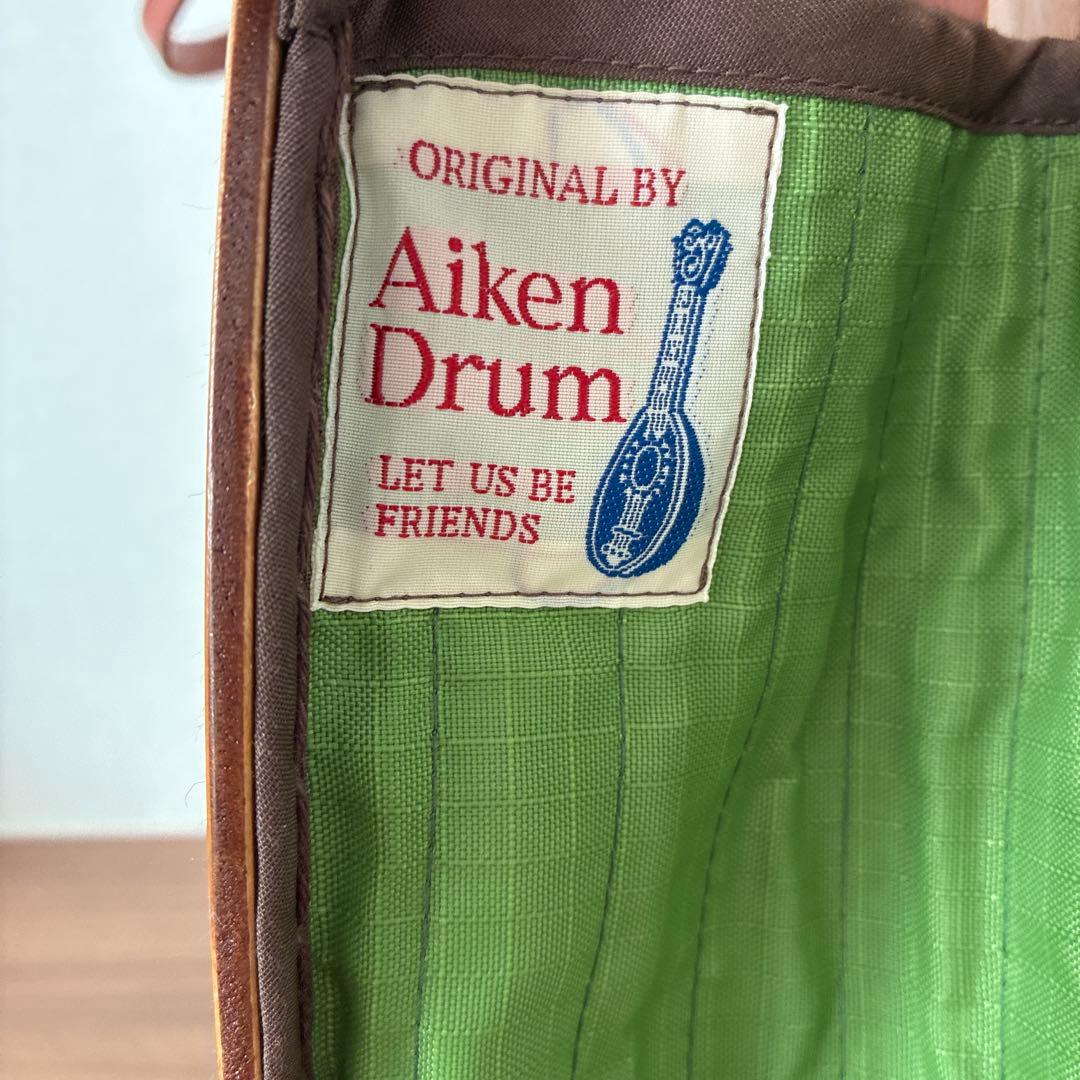 ORIGINAL BY
Aiken
Drum
LET US BE
FRIENDS